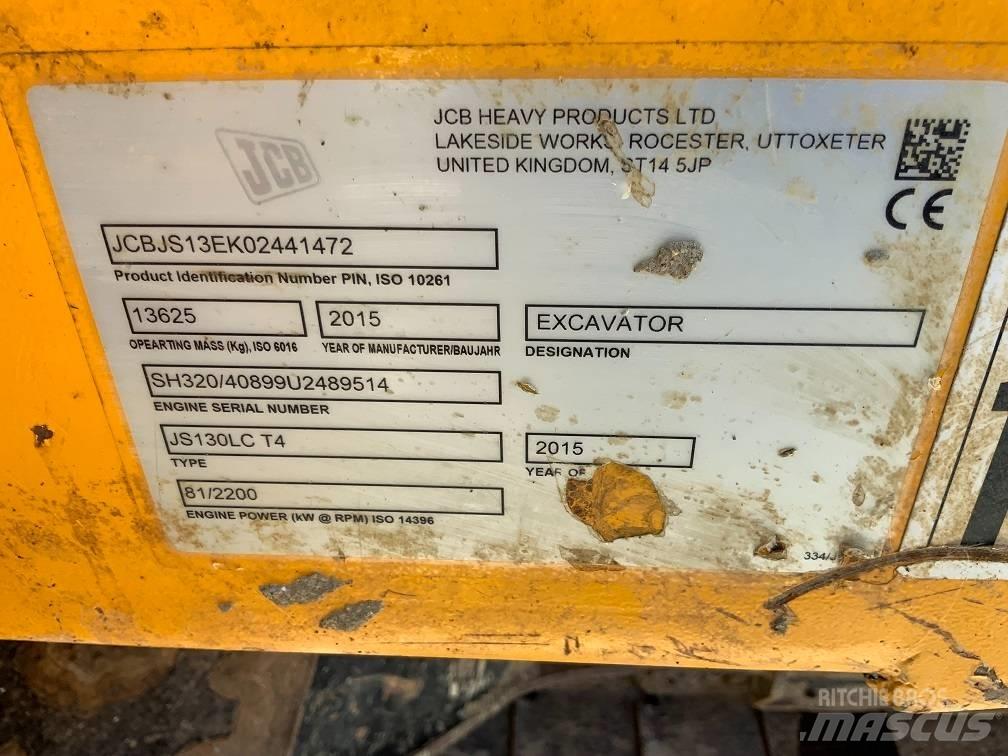 JCB
JCB HEAVY PRODUCTS LTD
LAKESIDE WORKS, ROCESTER, UTTOXETER
UNITED KINGDOM, ST14 5JP
CE
JCBJS13EK02441472
Product Identification Number PIN, ISO 10261
13625
OPEARTING MASS (Kg), ISO 6016
2015
YEAR OF MANUFACTURER/BAUJAHR
EXCAVATOR
DESIGNATION
SH320/40899U2489514
ENGINE SERIAL NUMBER
JS130LC T4
TYPE
2015
YEAR OF
81/2200
ENGINE POWER (kW @ RPM) ISO 14396
RITCHIE BROS
MASCUS